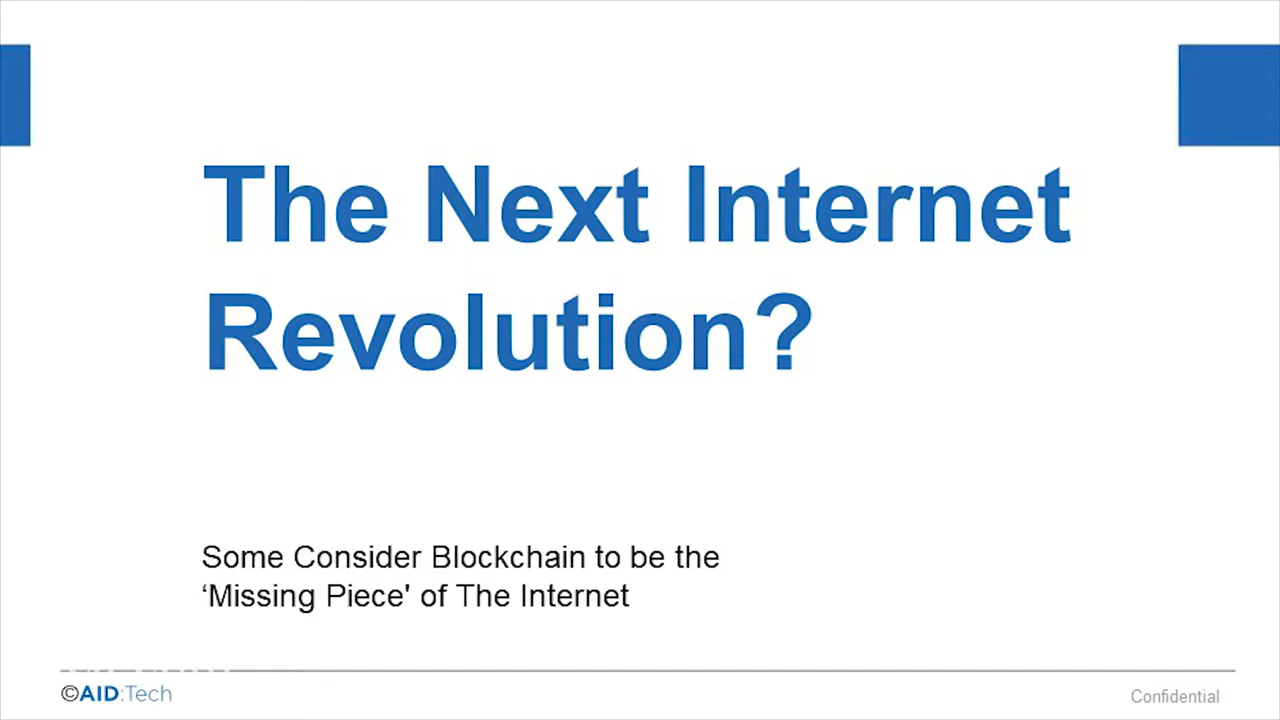 The Next Internet
Revolution?
Some Consider Blockchain to be the
‘Missing Piece' of The Internet
©AID:Tech
Confidential